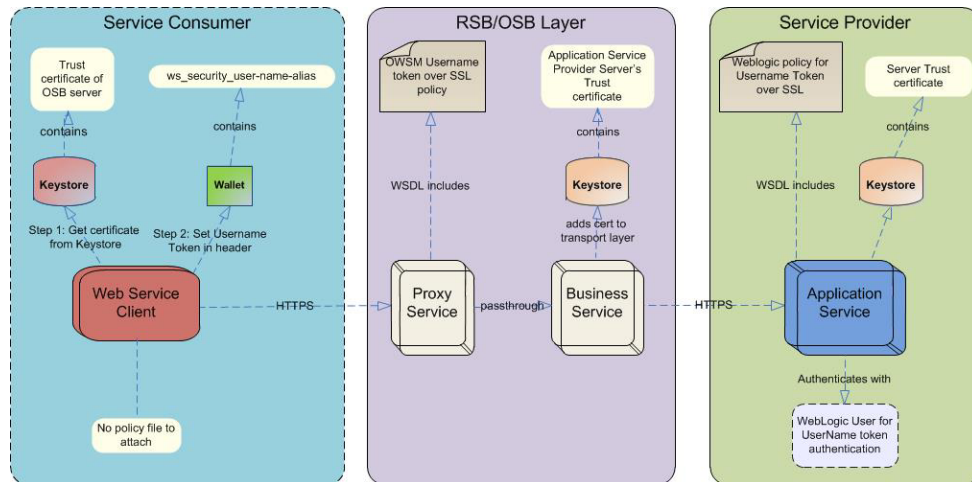 Service Consumer
Trust
certificate of
OSB server
ws_security_user-name-alias
contains
contains
Keystore
Wallet
Step 1: Get certificate
from Keystore
Step 2: Set Username
Token in header
Web Service
Client
HTTPS
No policy file to
attach
RSB/OSB Layer
OWSM Username
token over SSL
policy
Application Service
Provider Server's
Trust
certificate
contains
WSDL includes
Keystore
adds cert to
transport layer
Proxy
Service
passthrough
Business
Service
HTTPS
Service Provider
Weblogic policy for
Username Token
over SSL
Server Trust
certificate
contains
WSDL includes
Keystore
Application
Service
Authenticates with
WebLogic User for
UserName token
authentication